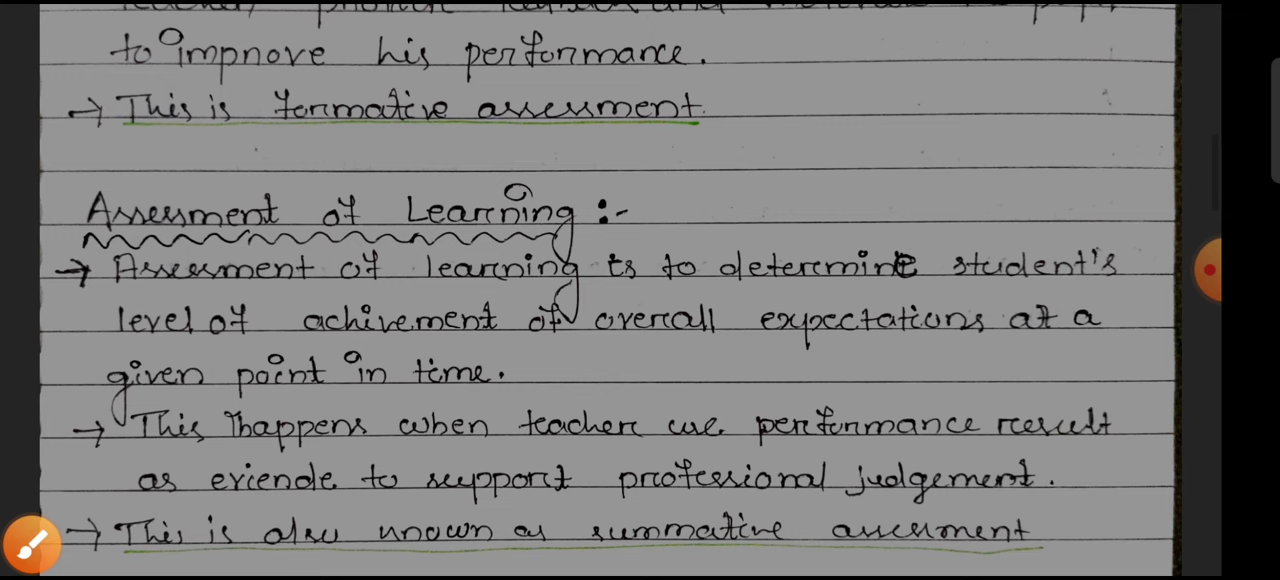 to improve his performance.
→ This is formative assessment.
Assessment of Learning :-
→ Assessment of learning is to determine student's
level of achivement of overall expectations at a
given point in time.
→ This happens when teacher use performance result
as eviende to support professional judgement.
→ This is also unown as summative assessment